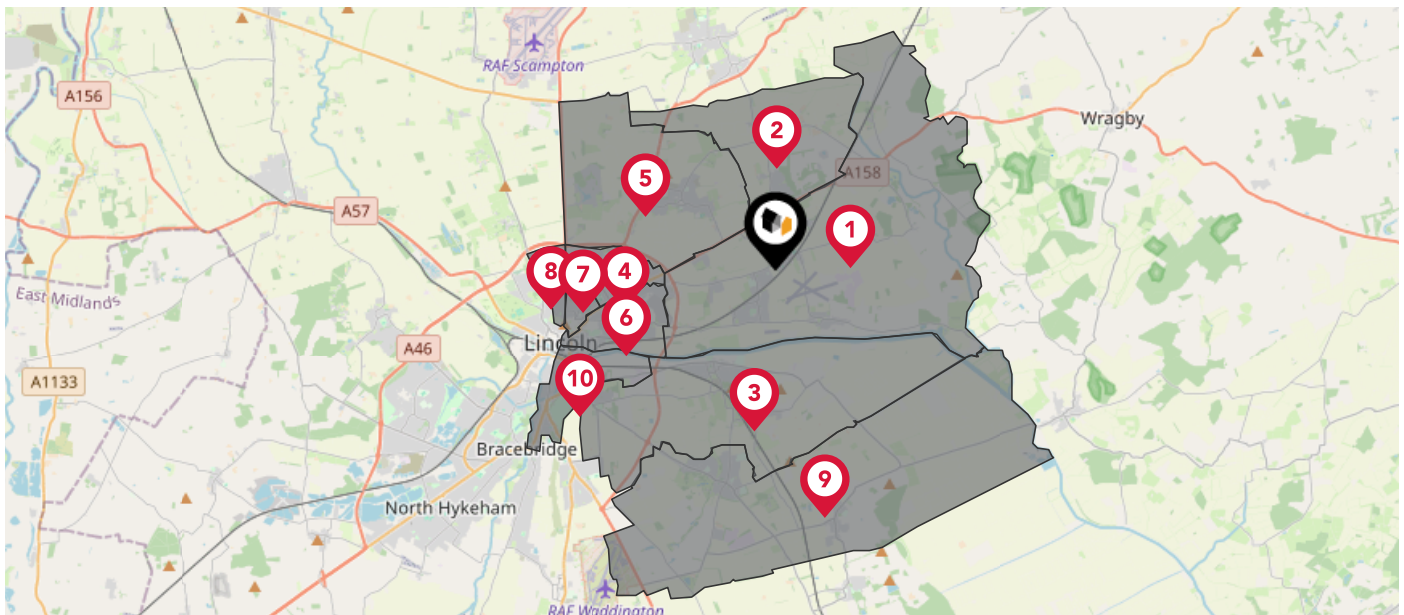 RAF Scampton
A156
Wragby
2
A158
5
A57
1
8
7
4
East Midlands
6
Lincoln
A46
10
A1133
3
Bracebridge
9
North Hykeham
RAF Waddington